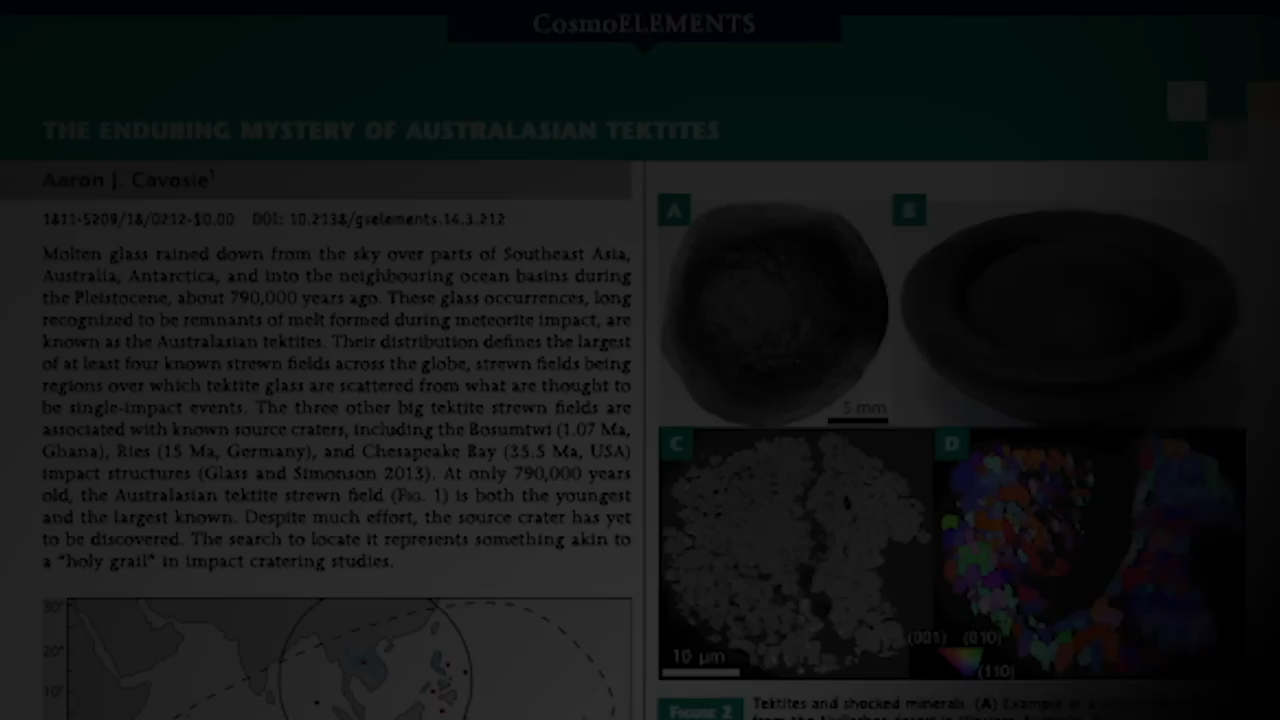 CosmoELEMENTS
THE ENDURING MYSTERY OF AUSTRALASIAN TEKTITES
Aaron J. Cavosie¹
1811-5209/18/0212-$0.00 DOI: 10.2138/gselements.14.3.212
Molten glass rained down from the sky over parts of Southeast Asia,
Australia, Antarctica, and into the neighbouring ocean basins during
the Pleistocene, about 790,000 years ago. These glass occurrences, long
recognized to be remnants of melt formed during meteorite impact, are
known as the Australasian tektites. Their distribution defines the largest
of at least four known strewn fields across the globe, strewn fields being
regions over which tektite glass are scattered from what are thought to
be single-impact events. The three other big tektite strewn fields are
associated with known source craters, including the Bosumtwi (1.07 Ma,
Ghana), Ries (15 Ma, Germany), and Chesapeake Bay (35.5 Ma, USA)
impact structures (Glass and Simonson 2013). At only 790,000 years
old, the Australasian tektite strewn field (FIG. 1) is both the youngest
and the largest known. Despite much effort, the source crater has yet
to be discovered. The search to locate it represents something akin to
a "holy grail" in impact cratering studies.
30°
20°
10°
A
B
5 mm
C
D
10 µm
(001) (010)
(110)
FIGURE 2
Tektites and shocked minerals. (A) Example